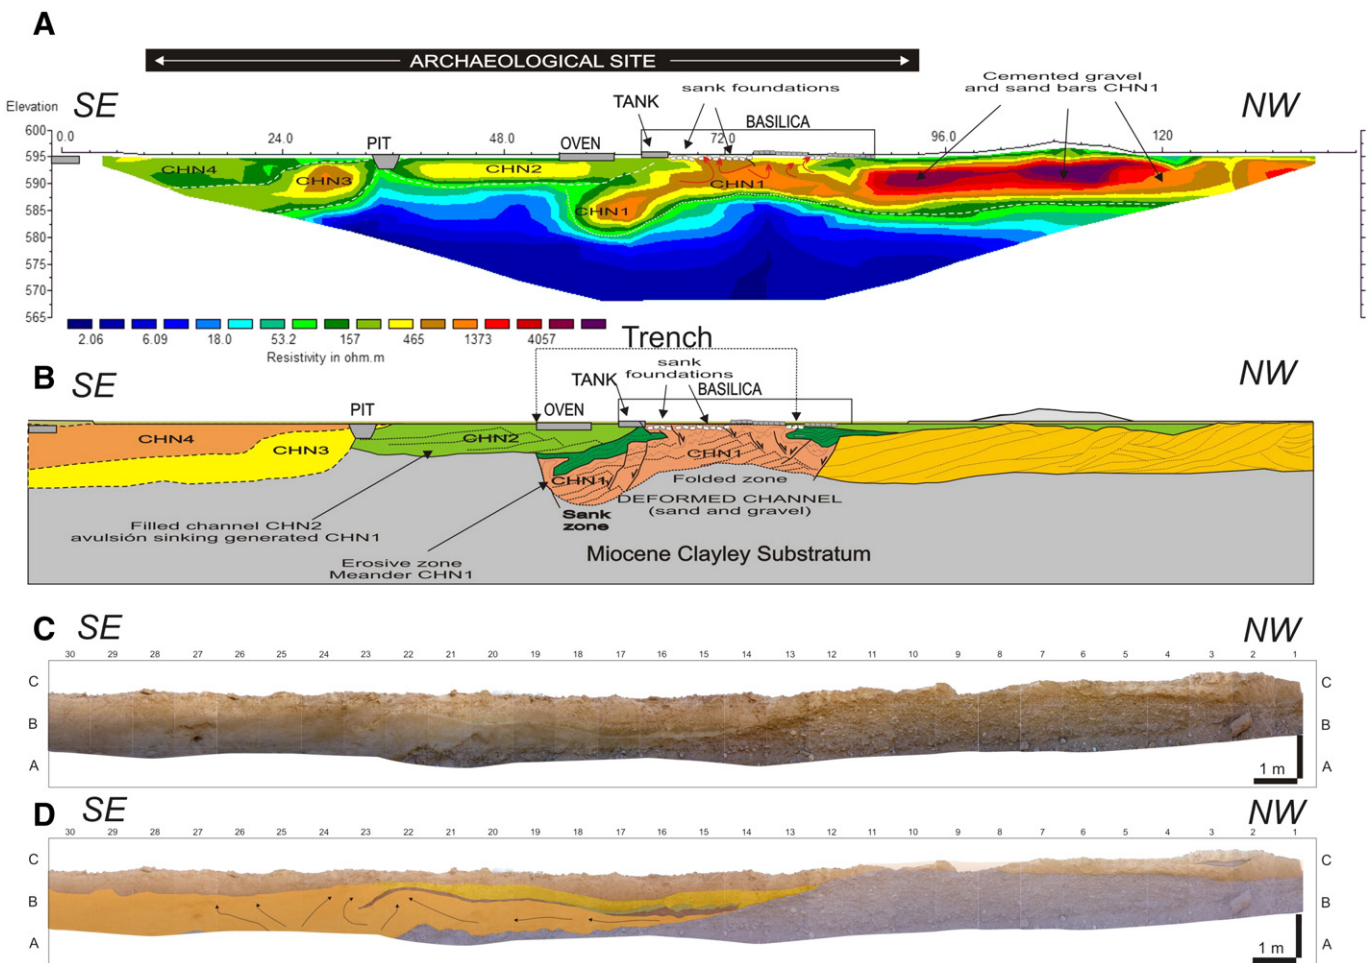 A
ARCHAEOLOGICAL SITE
SE
NW
Elevation
Cemented gravel
and sand bars CHN1
sank foundations
TANK
BASILICA
PIT
OVEN
0.0 24.0 48.0 72.0 96.0 120
600
595
590
585
580
575
570
565
CHN4
CHN3
CHN2
CHN1
CHN1
2.06 6.09 18.0 53.2 157 465 1373 4057
Resistivity in ohm.m
Trench
B
SE
NW
sank
foundations
TANK
BASILICA
PIT
OVEN
CHN4
CHN3
CHN2
CHN1
CHN1
Folded zone
DEFORMED CHANNEL
(sand and gravel)
Sank
zone
Filled channel CHN2
avulsión sinking generated CHN1
Erosive zone
Meander CHN1
Miocene Clayley Substratum
C
SE
NW
30 29 28 27 26 25 24 23 22 21 20 19 18 17 16 15 14 13 12 11 10 9 8 7 6 5 4 3 2 1
C C
B B
A A
1 m
D
SE
NW
30 29 28 27 26 25 24 23 22 21 20 19 18 17 16 15 14 13 12 11 10 9 8 7 6 5 4 3 2 1
C C
B B
A A
1 m